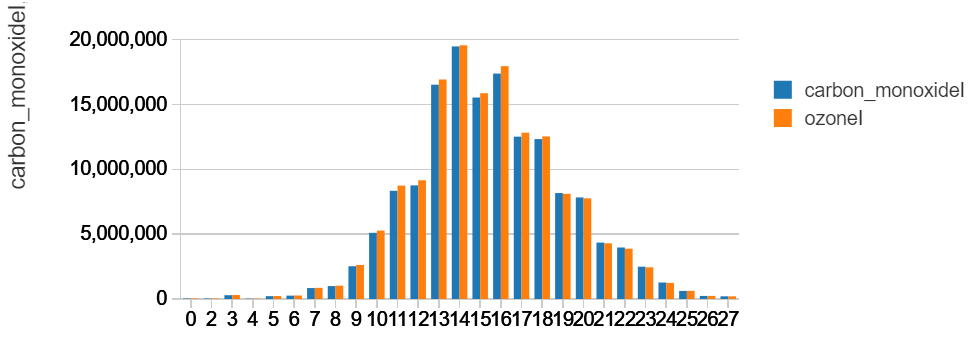 carbon_monoxidel,
20,000,000
15,000,000
10,000,000
5,000,000
0
0 2 3 4 5 6 7 8 9 10 11 12 13 14 15 16 17 18 19 20 21 22 23 24 25 26 27
carbon_monoxidel
ozonel